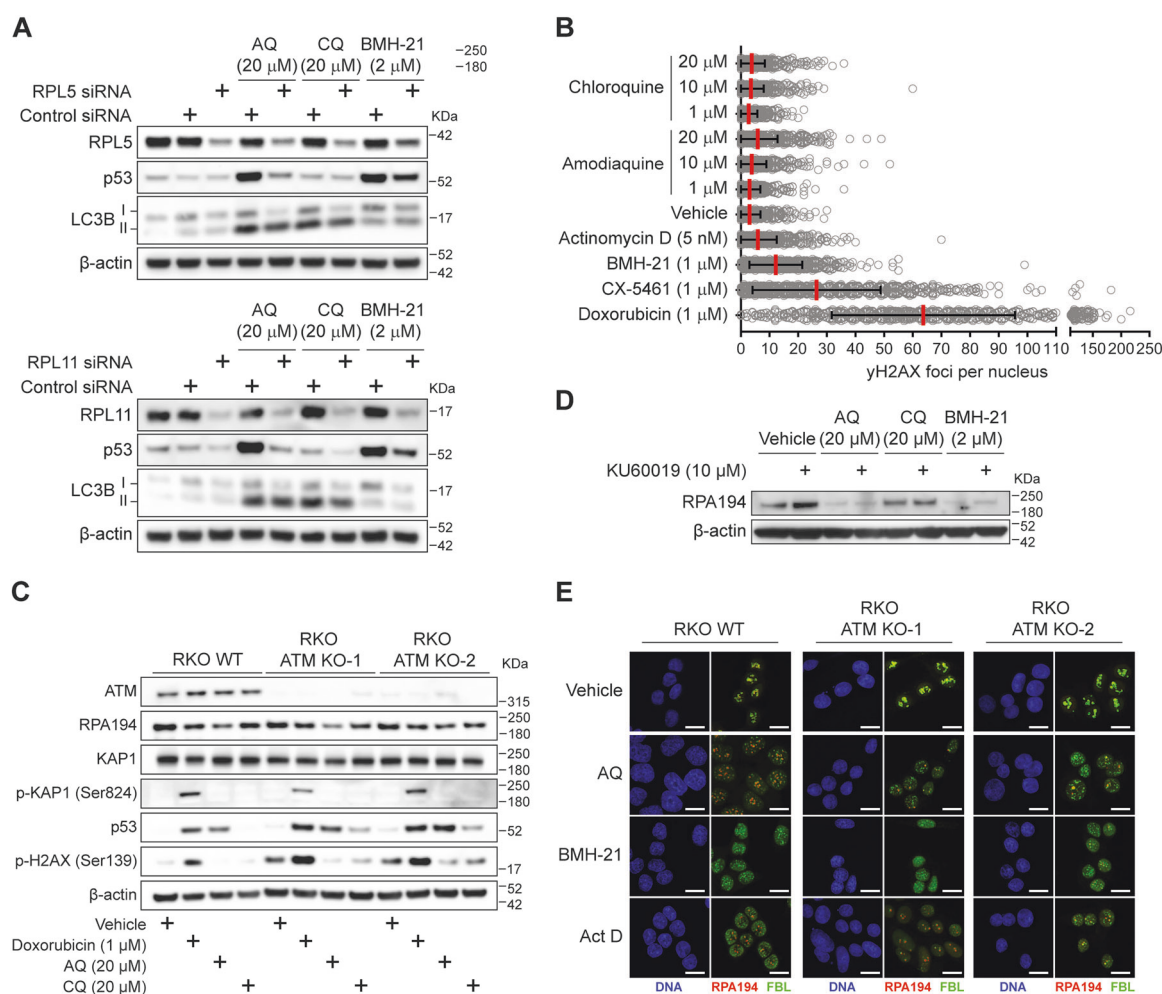 A
AQ CQ BMH-21
(20 μM) (20 μM) (2 μM)
–250
–180
RPL5 siRNA + + + +
Control siRNA + + + + KDa
RPL5 –42
p53 –52
LC3B I II –17
β-actin –52
–42
AQ CQ BMH-21
(20 μM) (20 μM) (2 μM)
RPL11 siRNA + + + +
Control siRNA + + + + KDa
RPL11 –17
p53 –52
LC3B I II –17
β-actin –52
–42
B
Chloroquine
20 μM
10 μM
1 μM
Amodiaquine
20 μM
10 μM
1 μM
Vehicle
Actinomycin D (5 nM)
BMH-21 (1 μM)
CX-5461 (1 μM)
Doxorubicin (1 μM)
0 10 20 30 40 50 60 70 80 90 100 110 150 200 250
yH2AX foci per nucleus
D
AQ CQ BMH-21
Vehicle (20 μM) (20 μM) (2 μM)
KU60019 (10 μM) + + + + KDa
RPA194 –250
–180
β-actin –52
–42
C
RKO WT RKO ATM KO-1 RKO ATM KO-2 KDa
ATM –315
RPA194 –250
–180
KAP1 –250
–180
p-KAP1 (Ser824) –250
–180
p53 –52
p-H2AX (Ser139) –17
β-actin –52
–42
Vehicle + + +
Doxorubicin (1 μM) + + +
AQ (20 μM) + + +
CQ (20 μM) + + +
E
RKO WT RKO ATM KO-1 RKO ATM KO-2
Vehicle
AQ
BMH-21
Act D
DNA RPA194 FBL DNA RPA194 FBL DNA RPA194 FBL